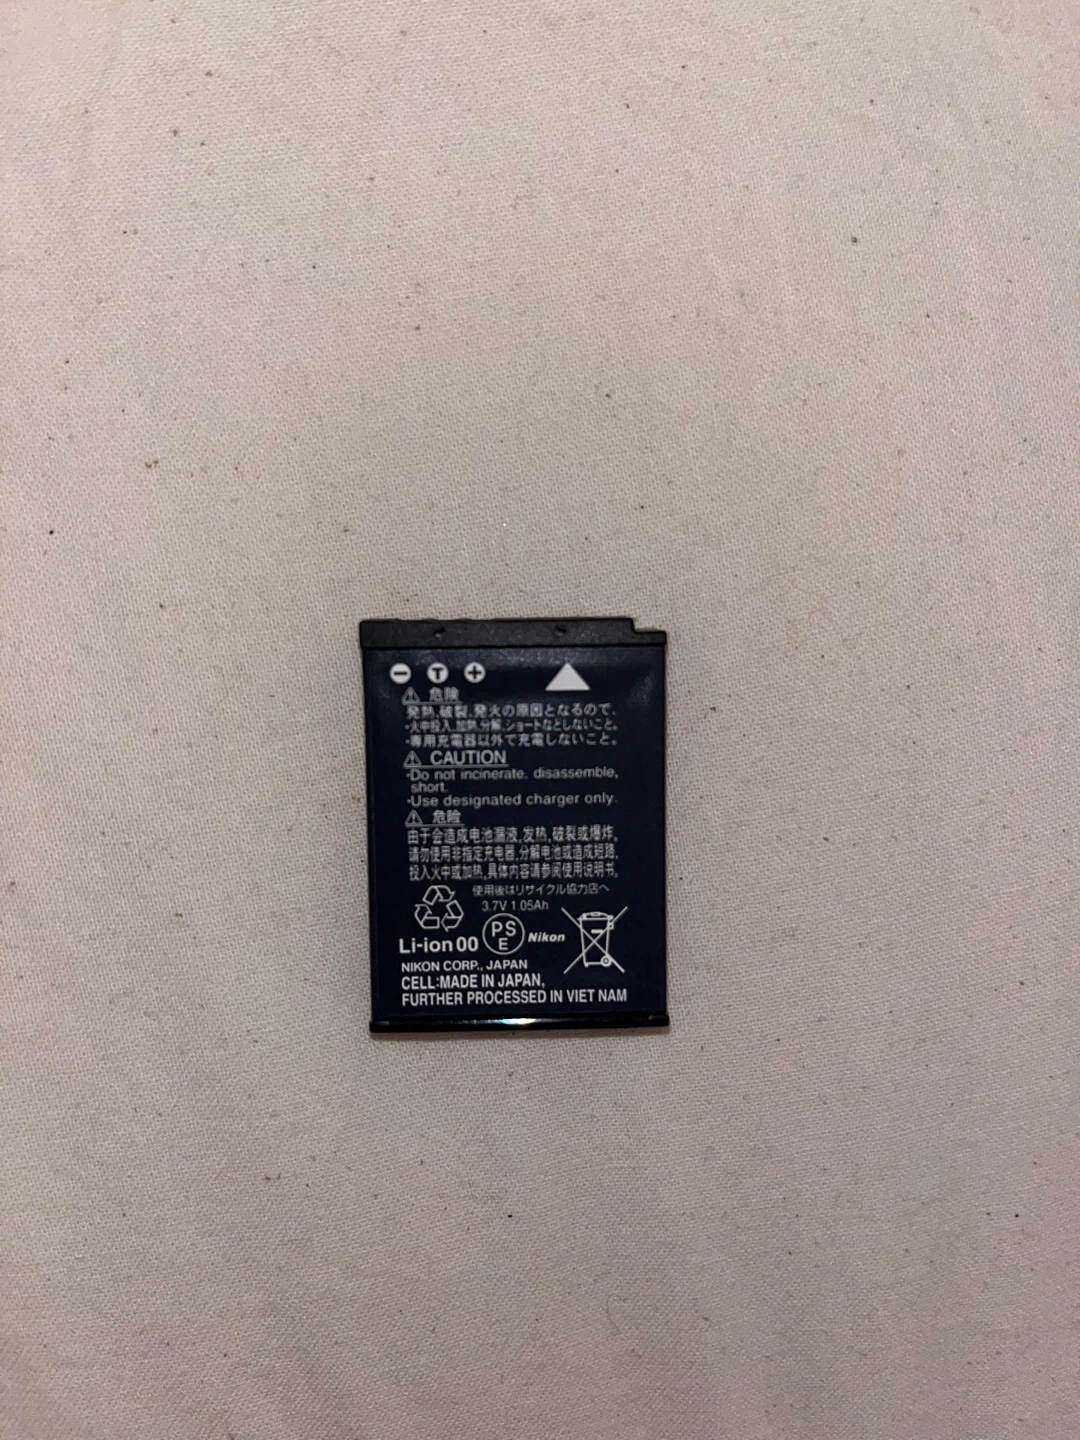 T
危険
発熱、破裂、発火の原因となるので、
・火中投入、加熱、分解、ショートなどしないこと。
・専用充電器以外で充電しないこと。
CAUTION
・Do not incinerate, disassemble,
short.
・Use designated charger only.
危险
由于会造成电池漏液,发热,破裂或爆炸。
请勿使用非指定充电器,分解电池或造成短路,
投入火中或加热,具体内容请参阅使用说明书。
使用後はリサイクル協力店へ
3.7V 1.05Ah
Li-ion 00
PS
E
Nikon
NIKON CORP., JAPAN
CELL:MADE IN JAPAN,
FURTHER PROCESSED IN VIET NAM